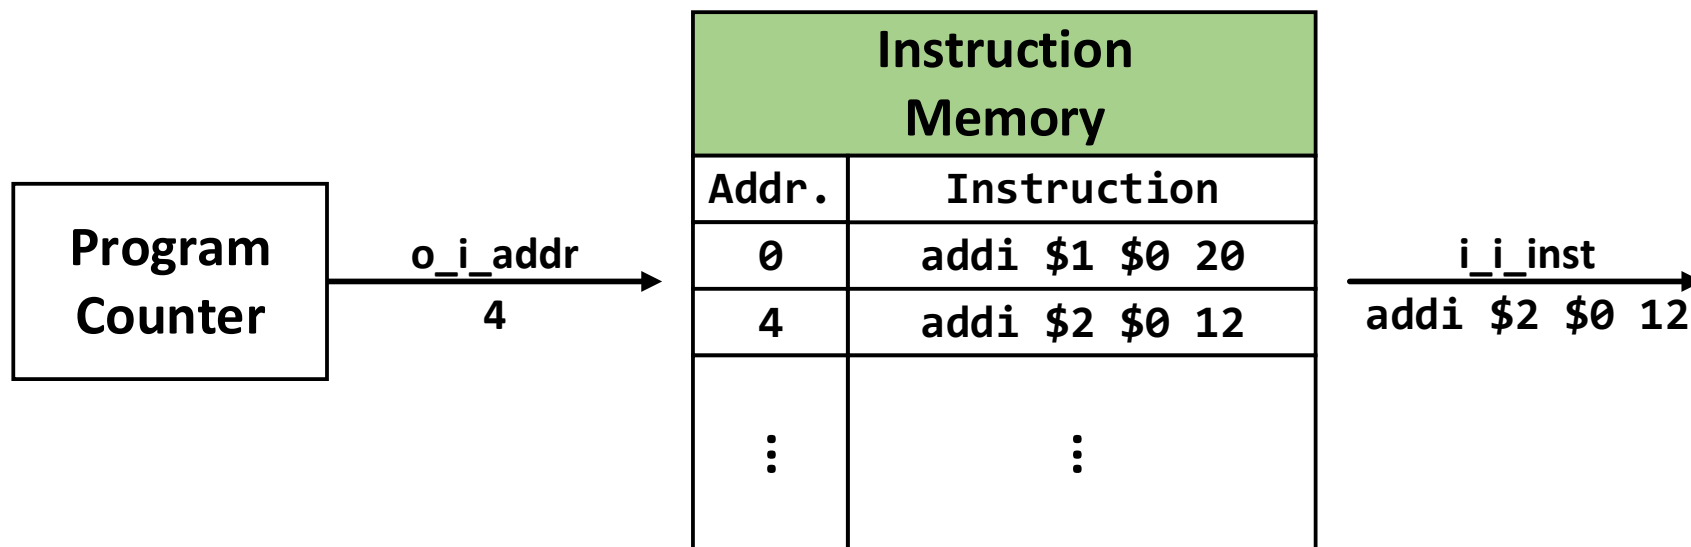 Instruction
Memory
Addr. Instruction
Program
Counter
o_i_addr
4
0 addi $1 $0 20
4 addi $2 $0 12
i_i_inst
addi $2 $0 12
⋮ ⋮